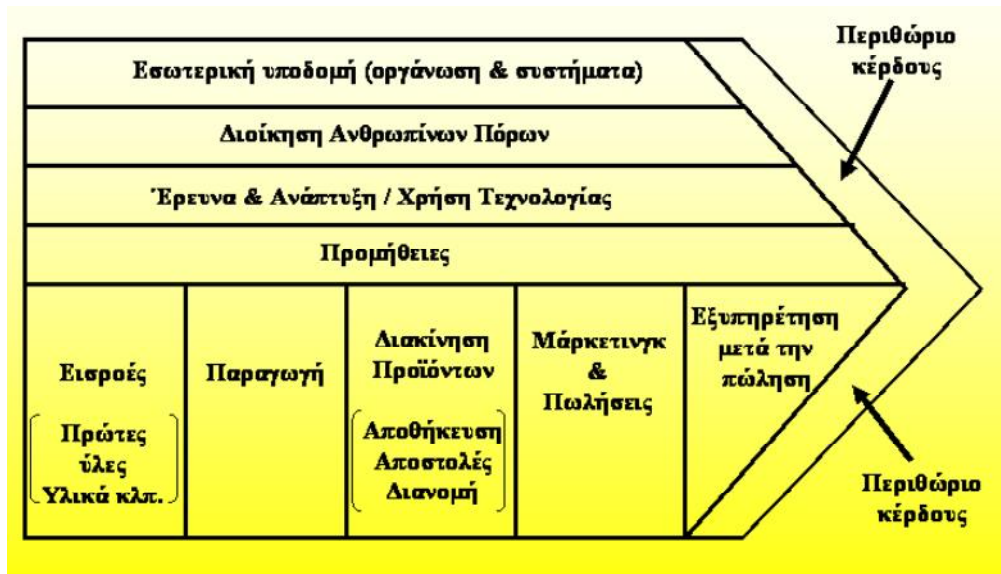 Περιθώριο
κέρδους
Εσωτερική υποδομή (οργάνωση & συστήματα)
Διοίκηση Ανθρωπίνων Πόρων
Έρευνα & Ανάπτυξη / Χρήση Τεχνολογίας
Προμήθειες
Εισροές
Πρώτες
ύλες
Υλικά κλπ.
Παραγωγή
Διακίνηση
Προϊόντων
Αποθήκευση
Αποστολές
Διανομή
Μάρκετινγκ
&
Πωλήσεις
Εξυπηρέτηση
μετά την
πώληση
Περιθώριο
κέρδους